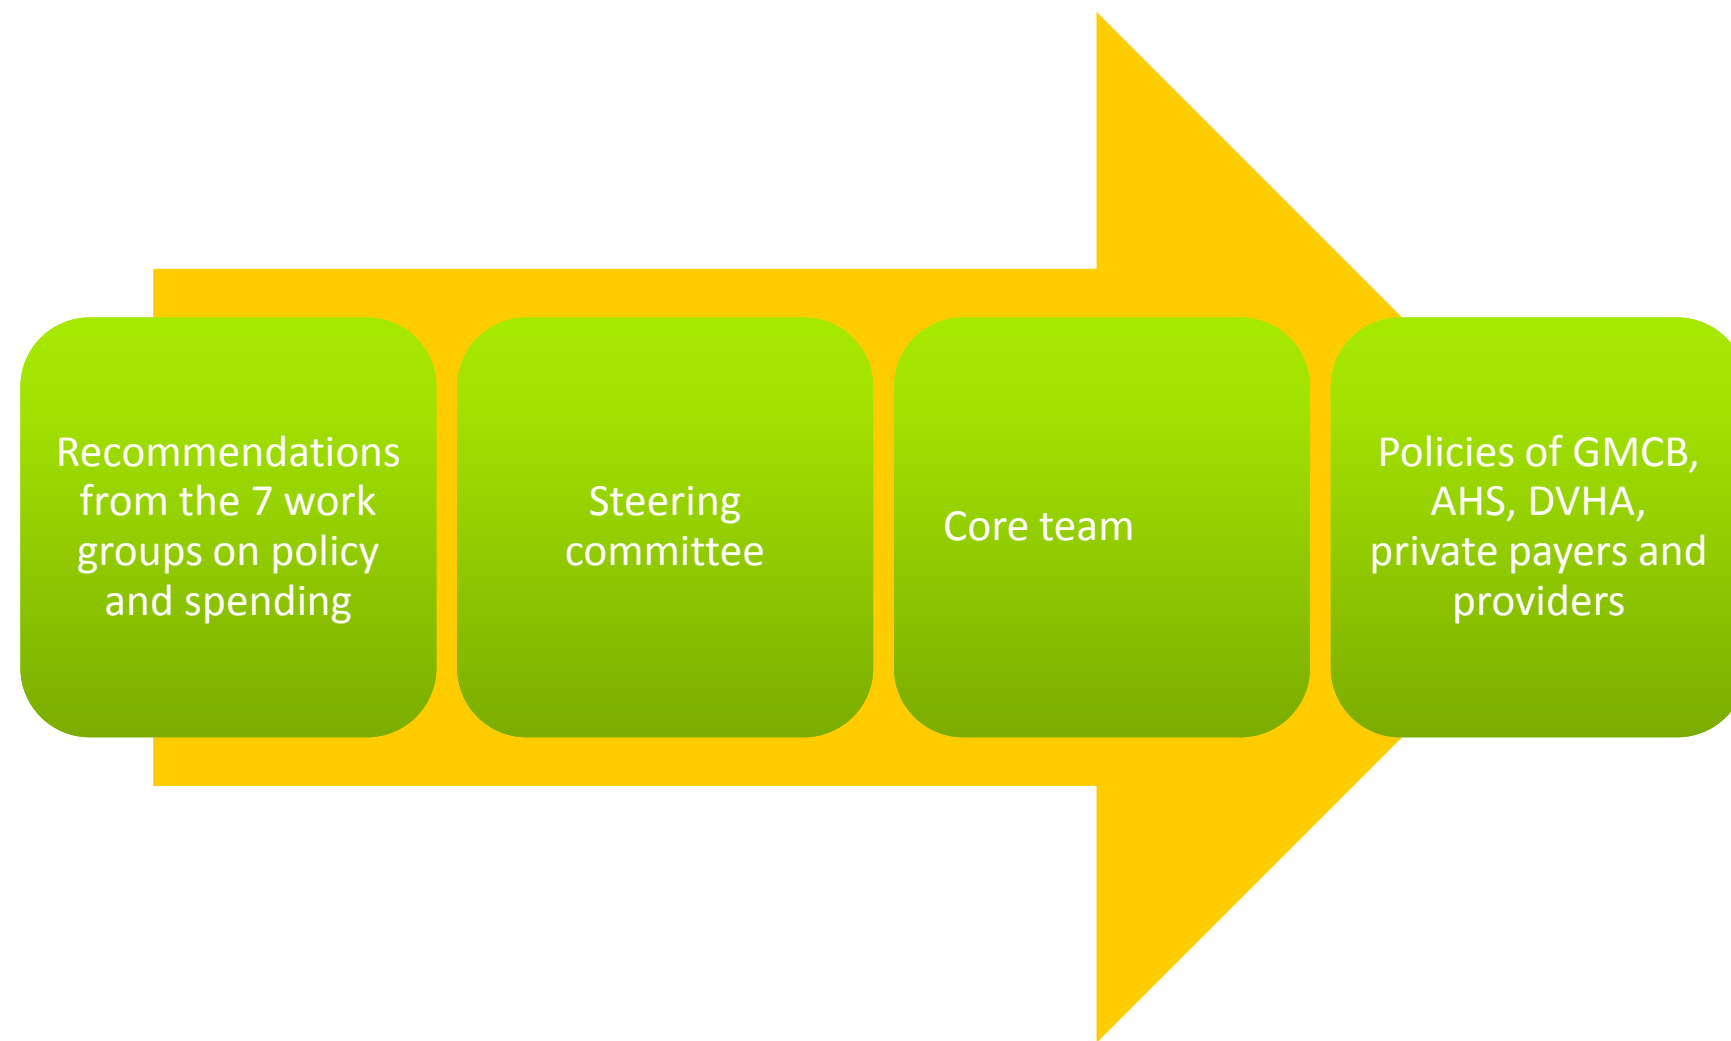 Recommendations
from the 7 work
groups on policy
and spending
Steering
committee
Core team
Policies of GMCB,
AHS, DVHA,
private payers and
providers